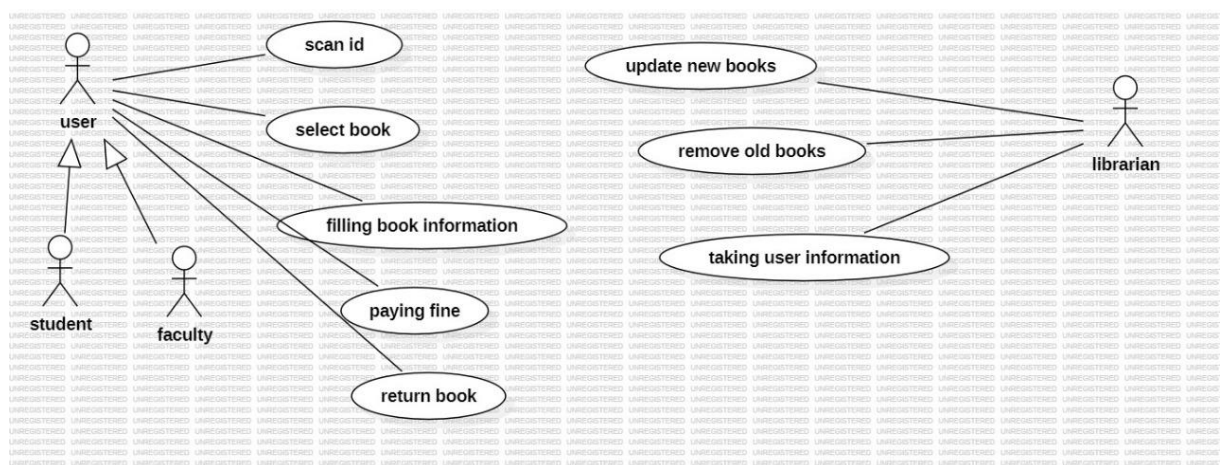 user
student
faculty
scan id
select book
filling book information
paying fine
return book
update new books
remove old books
taking user information
librarian
UNREGISTERED